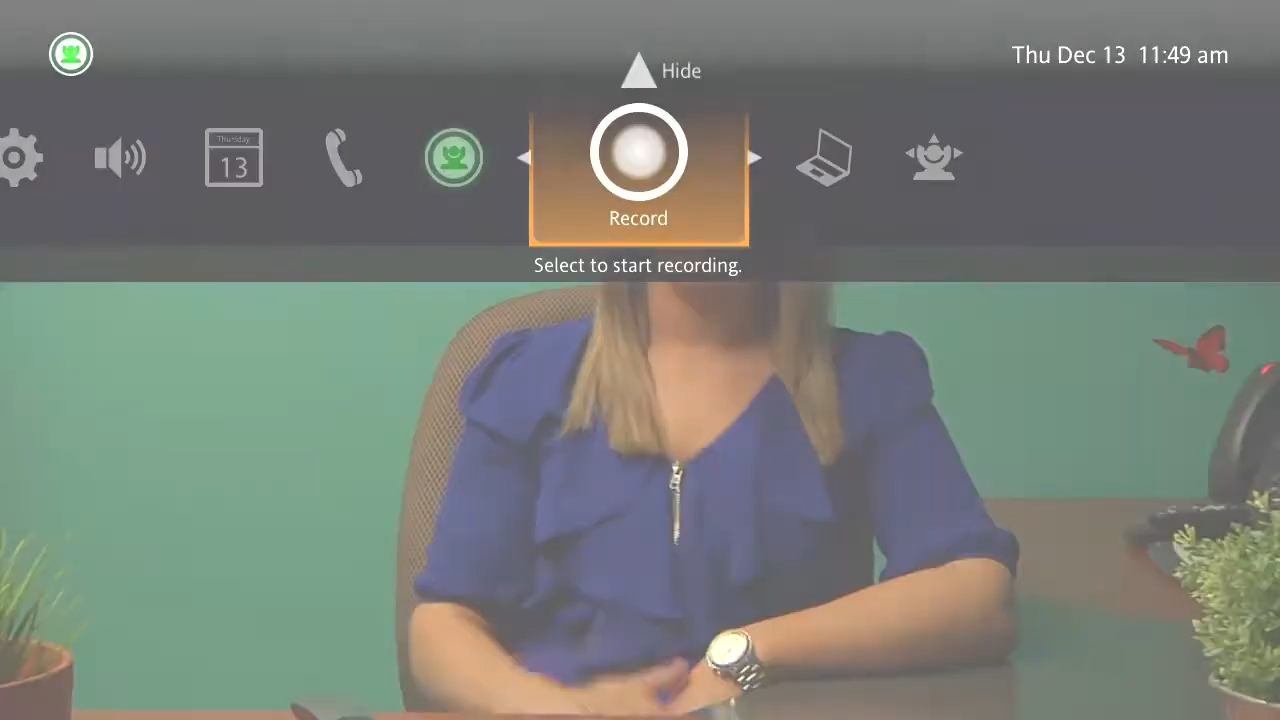 Thu Dec 13 11:49 am
Hide
Thursday
13
Record
Select to start recording.